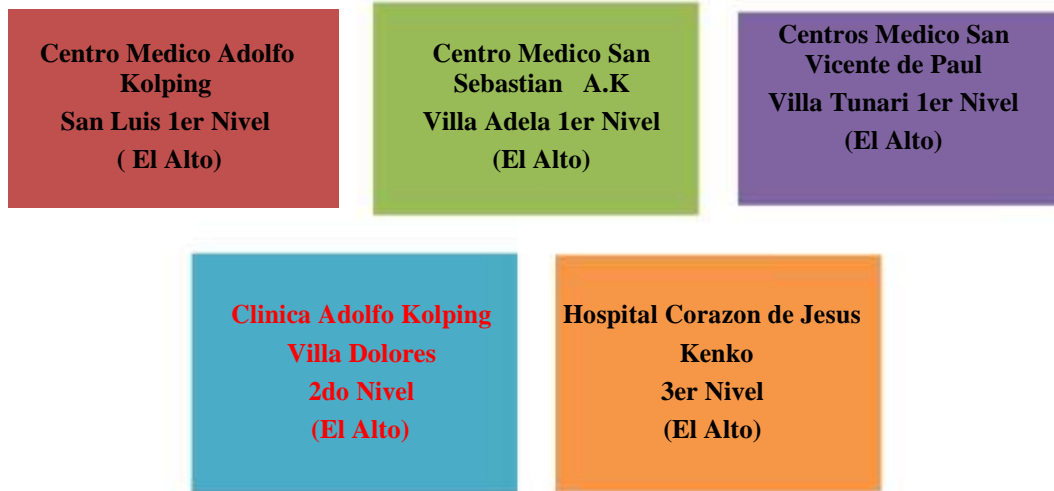 Centro Medico Adolfo
Kolping
San Luis 1er Nivel
( El Alto)
Centro Medico San
Sebastian A.K
Villa Adela 1er Nivel
(El Alto)
Centros Medico San
Vicente de Paul
Villa Tunari 1er Nivel
(El Alto)
Clinica Adolfo Kolping
Villa Dolores
2do Nivel
(El Alto)
Hospital Corazon de Jesus
Kenko
3er Nivel
(El Alto)